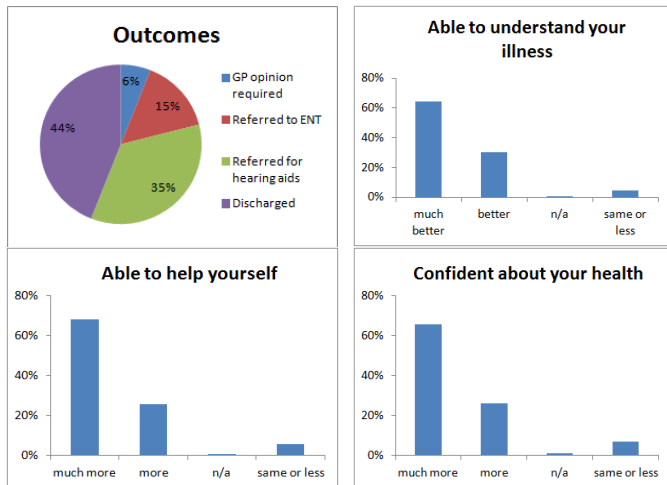 Outcomes
6%
15%
35%
44%
GP opinion
required
Referred to ENT
Referred for
hearing aids
Discharged
Able to understand your
illness
80%
60%
40%
20%
0%
much
better
better
n/a
same or
less
Able to help yourself
80%
60%
40%
20%
0%
much more
more
n/a
same or less
Confident about your health
80%
60%
40%
20%
0%
much more
more
n/a
same or less